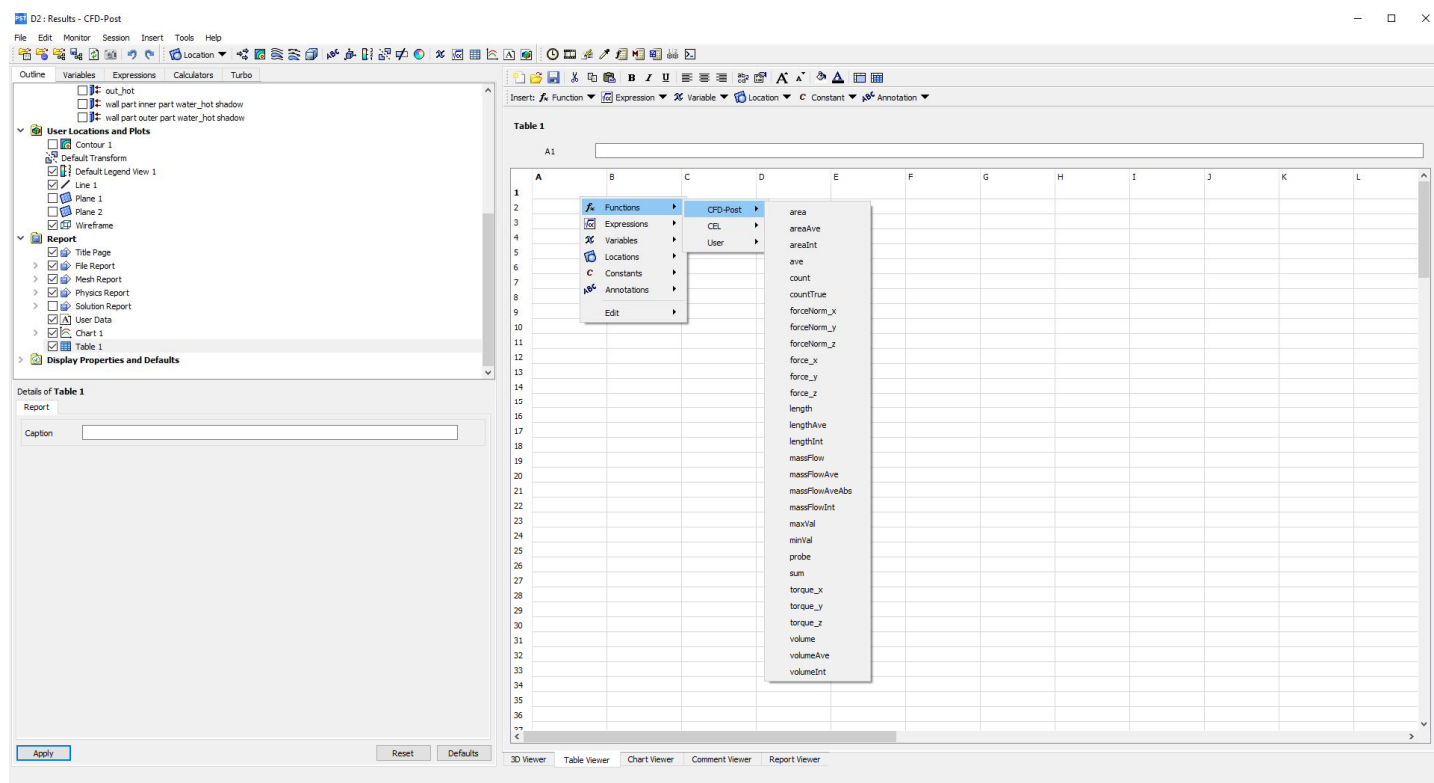 PST D2 : Results - CFD-Post
File Edit Monitor Session Insert Tools Help
Location
Outline Variables Expressions Calculators Turbo
out_hot
wall part inner part water_hot shadow
wall part outer part water_hot shadow
User Locations and Plots
Contour 1
Default Transform
Default Legend View 1
Line 1
Plane 1
Plane 2
Wireframe
Report
Title Page
File Report
Mesh Report
Physics Report
Solution Report
User Data
Chart 1
Table 1
Display Properties and Defaults
Details of Table 1
Report
Caption
Apply Reset Defaults
B I U
Insert: Function Expression Variable Location C Constant Annotation
Table 1
A1
A B C D E F G H I J K L
1
2
3
4
5
6
7
8
9
10
11
12
13
14
15
16
17
18
19
20
21
22
23
24
25
26
27
28
29
30
31
32
33
34
35
36
37
Functions
Expressions
Variables
Locations
C Constants
ABC Annotations
Edit
CFD-Post
CEL
User
area
areaAve
areaInt
ave
count
countTrue
forceNorm_x
forceNorm_y
forceNorm_z
force_x
force_y
force_z
length
lengthAve
lengthInt
massFlow
massFlowAve
massFlowAveAbs
massFlowInt
maxVal
minVal
probe
sum
torque_x
torque_y
torque_z
volume
volumeAve
volumeInt
3D Viewer Table Viewer Chart Viewer Comment Viewer Report Viewer